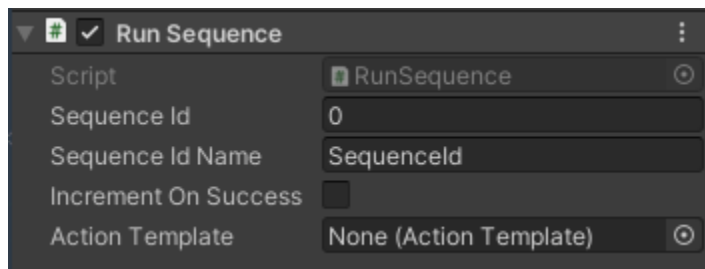 Run Sequence
Script RunSequence
Sequence Id 0
Sequence Id Name SequenceId
Increment On Success
Action Template None (Action Template)